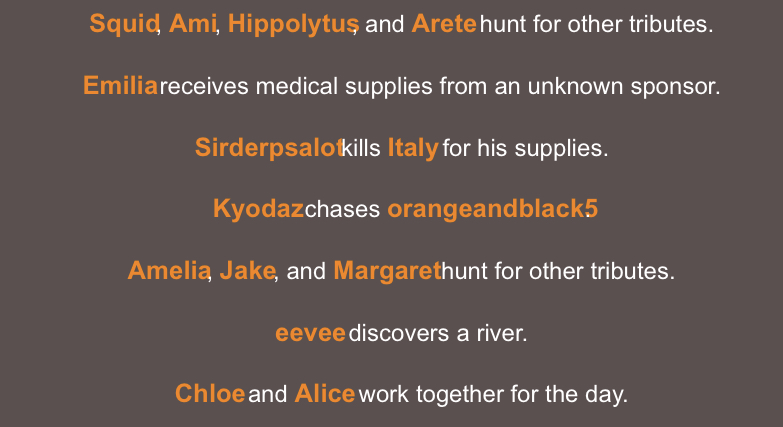 Squid, Ami, Hippolytus, and Arete hunt for other tributes.
Emilia receives medical supplies from an unknown sponsor.
Sirderpsalot kills Italy for his supplies.
Kyodaz chases orangeandblack5.
Amelia, Jake, and Margaret hunt for other tributes.
eevee discovers a river.
Chloe and Alice work together for the day.